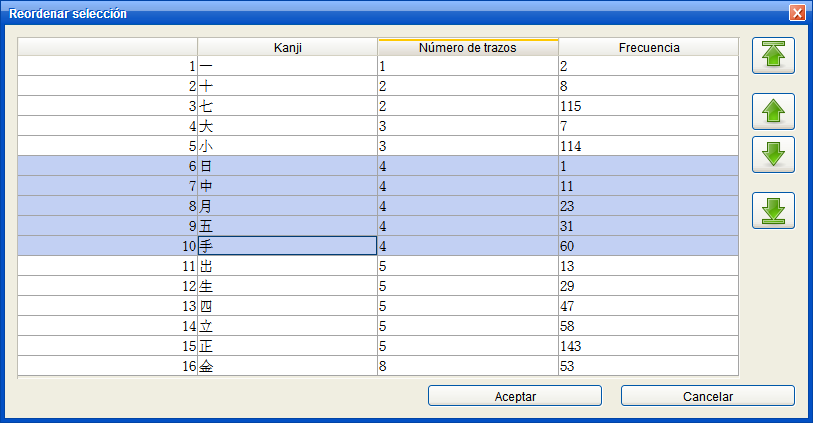 Reordenar selección
Kanji Número de trazos Frecuencia
1 一 1 2
2 十 2 8
3 七 2 115
4 大 3 7
5 小 3 114
6 日 4 1
7 中 4 11
8 月 4 23
9 五 4 31
10 手 4 60
11 出 5 13
12 生 5 29
13 四 5 47
14 立 5 58
15 正 5 143
16 金 8 53
Aceptar Cancelar